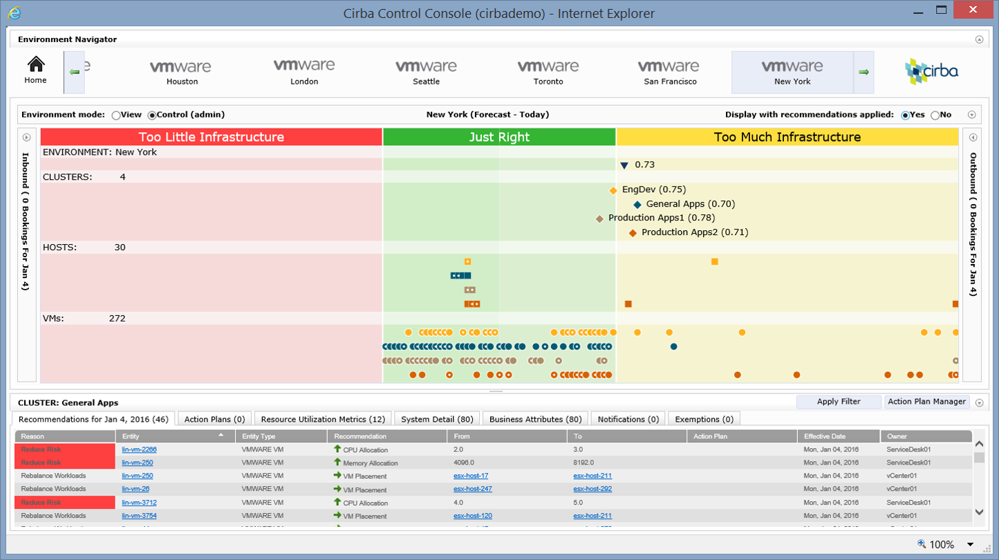 Cirba Control Console (cirbademo) - Internet Explorer
Environment Navigator
Home
vmware vmware vmware vmware vmware vmware vmware cirba
Houston London Seattle Toronto San Francisco New York
Environment mode: View Control (admin) New York (Forecast - Today) Display with recommendations applied: Yes No
Inbound ( 0 Bookings For Jan 4)
Too Little Infrastructure Just Right Too Much Infrastructure
ENVIRONMENT: New York
0.73
CLUSTERS: 4
EngDev (0.75)
General Apps (0.70)
Production Apps1 (0.78)
Production Apps2 (0.71)
HOSTS: 30
VMs: 272
Outbound ( 0 Bookings For Jan 4)
CLUSTER: General Apps Apply Filter Action Plan Manager
Recommendations for Jan 4, 2016 (46) Action Plans (0) Resource Utilization Metrics (12) System Detail (80) Business Attributes (80) Notifications (0) Exemptions (0)
Reason Entity Entity Type Recommendation From To Action Plan Effective Date Owner
Reduce Risk lin-vm-2266 VMWARE VM CPU Allocation 2.0 3.0 Mon, Jan 04, 2016 ServiceDesk01
Reduce Risk lin-vm-250 VMWARE VM Memory Allocation 4096.0 8192.0 Mon, Jan 04, 2016 ServiceDesk01
Rebalance Workloads lin-vm-250 VMWARE VM VM Placement esx-host-17 esx-host-211 Mon, Jan 04, 2016 vCenter01
Rebalance Workloads lin-vm-26 VMWARE VM VM Placement esx-host-247 esx-host-292 Mon, Jan 04, 2016 vCenter01
Reduce Risk lin-vm-3712 VMWARE VM CPU Allocation 4.0 5.0 Mon, Jan 04, 2016 ServiceDesk01
Rebalance Workloads lin-vm-3754 VMWARE VM VM Placement esx-host-120 esx-host-211 Mon, Jan 04, 2016 vCenter01
100%